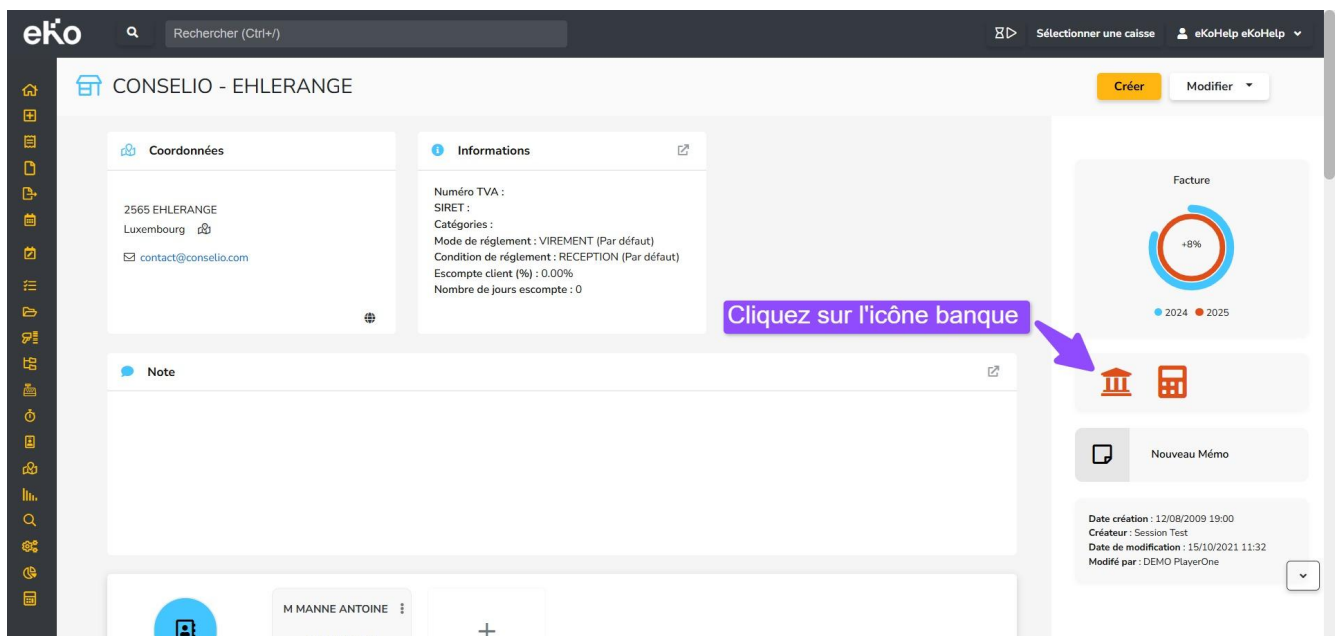 eKo
Rechercher (Ctrl+/)
Sélectionner une caisse
eKoHelp eKoHelp
CONSELIO - EHLERANGE
Créer
Modifier
Coordonnées
2565 EHLERANGE
Luxembourg
contact@conselio.com
Informations
Numéro TVA :
SIRET :
Catégories :
Mode de réglement : VIREMENT (Par défaut)
Condition de réglement : RECEPTION (Par défaut)
Escompte client (%) : 0.00%
Nombre de jours escompte : 0
Facture
+8%
2024 2025
Cliquez sur l'icône banque
Note
Nouveau Mémo
Date création : 12/08/2009 19:00
Créateur : Session Test
Date de modification : 15/10/2021 11:32
Modifé par : DEMO PlayerOne
M MANNE ANTOINE